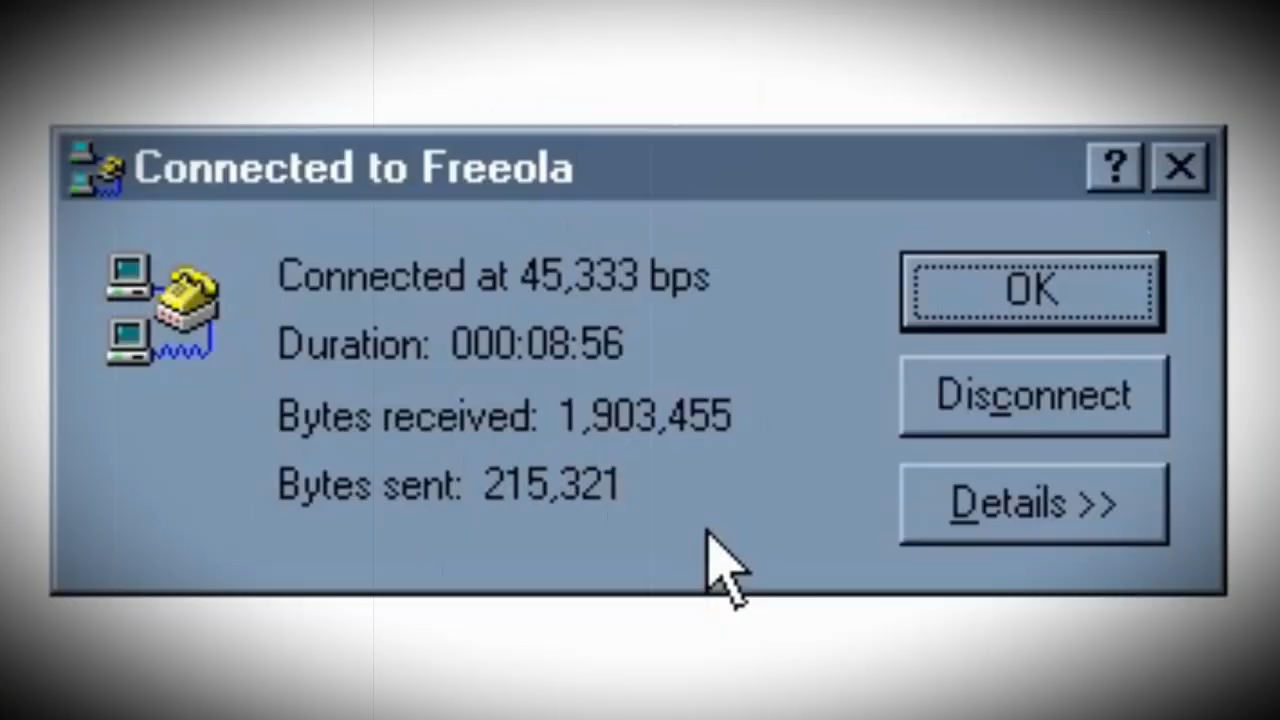 Connected to Freeola
Connected at 45,333 bps
Duration: 000:08:56
Bytes received: 1,903,455
Bytes sent: 215,321
OK
Disconnect
Details >>